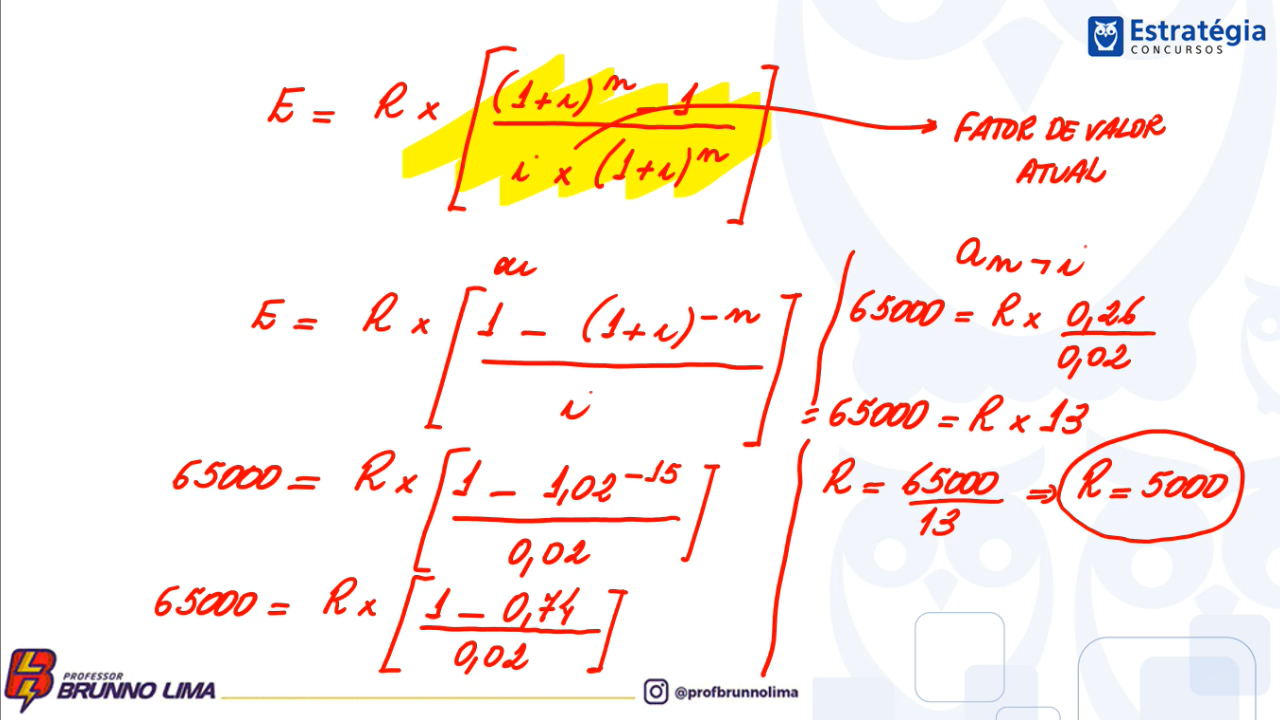 Estratégia
CONCURSOS
E = R x [ (1+i)^n - 1 / i x (1+i)^n ]
FATOR DE VALOR
ATUAL
ou
a n¬i
E = R x [ 1 - (1+i)^-n / i ]
65000 = R x [ 1 - 1,02^-15 / 0,02 ]
65000 = R x [ 1 - 0,74 / 0,02 ]
65000 = R x 0,26 / 0,02
= 65000 = R x 13
R = 65000 / 13 => R = 5000
PROFESSOR
BRUNNO LIMA
@profbrunnolima